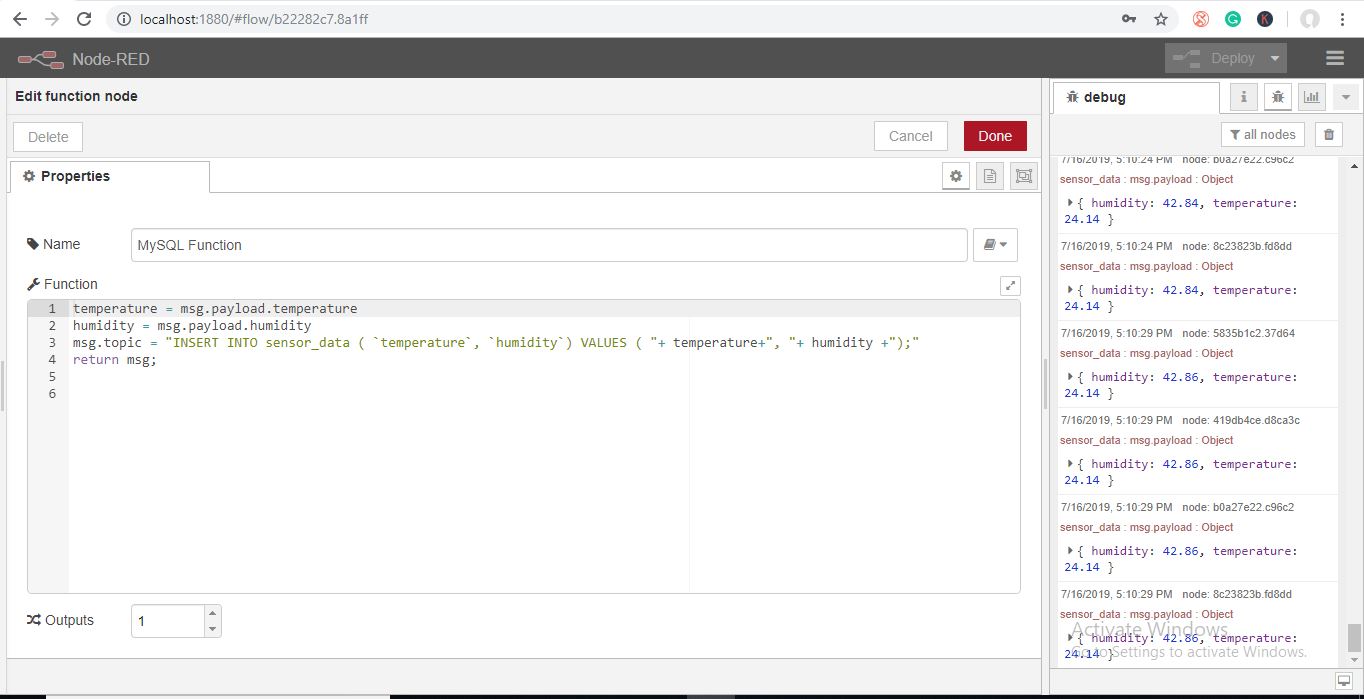 localhost:1880/#flow/b22282c7.8a1ff
Node-RED
Deploy
Edit function node
Delete
Cancel
Done
Properties
Name
MySQL Function
Function
1 temperature = msg.payload.temperature
2 humidity = msg.payload.humidity
3 msg.topic = "INSERT INTO sensor_data ( `temperature`, `humidity`) VALUES ( "+ temperature+", "+ humidity +");"
4 return msg;
5
6
Outputs
1
debug
all nodes
7/16/2019, 5:10:24 PM node: b0a27e22.c96c2
sensor_data : msg.payload : Object
{ humidity: 42.84, temperature:
24.14 }
7/16/2019, 5:10:24 PM node: 8c23823b.fd8dd
sensor_data : msg.payload : Object
{ humidity: 42.84, temperature:
24.14 }
7/16/2019, 5:10:29 PM node: 5835b1c2.37d64
sensor_data : msg.payload : Object
{ humidity: 42.86, temperature:
24.14 }
7/16/2019, 5:10:29 PM node: 419db4ce.d8ca3c
sensor_data : msg.payload : Object
{ humidity: 42.86, temperature:
24.14 }
7/16/2019, 5:10:29 PM node: b0a27e22.c96c2
sensor_data : msg.payload : Object
{ humidity: 42.86, temperature:
24.14 }
7/16/2019, 5:10:29 PM node: 8c23823b.fd8dd
sensor_data : msg.payload : Object
{ humidity: 42.86, temperature:
24.14 }
Activate Windows
Go to Settings to activate Windows.